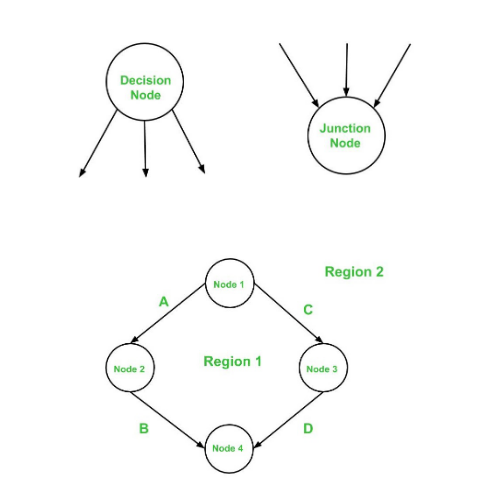 Decision
Node
Junction
Node
Node 1
Region 2
A
C
Region 1
Node 2
Node 3
B
D
Node 4